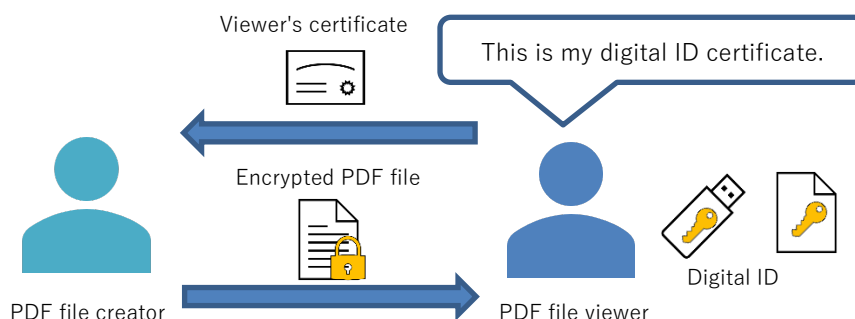 Viewer's certificate
This is my digital ID certificate.
Encrypted PDF file
Digital ID
PDF file creator
PDF file viewer